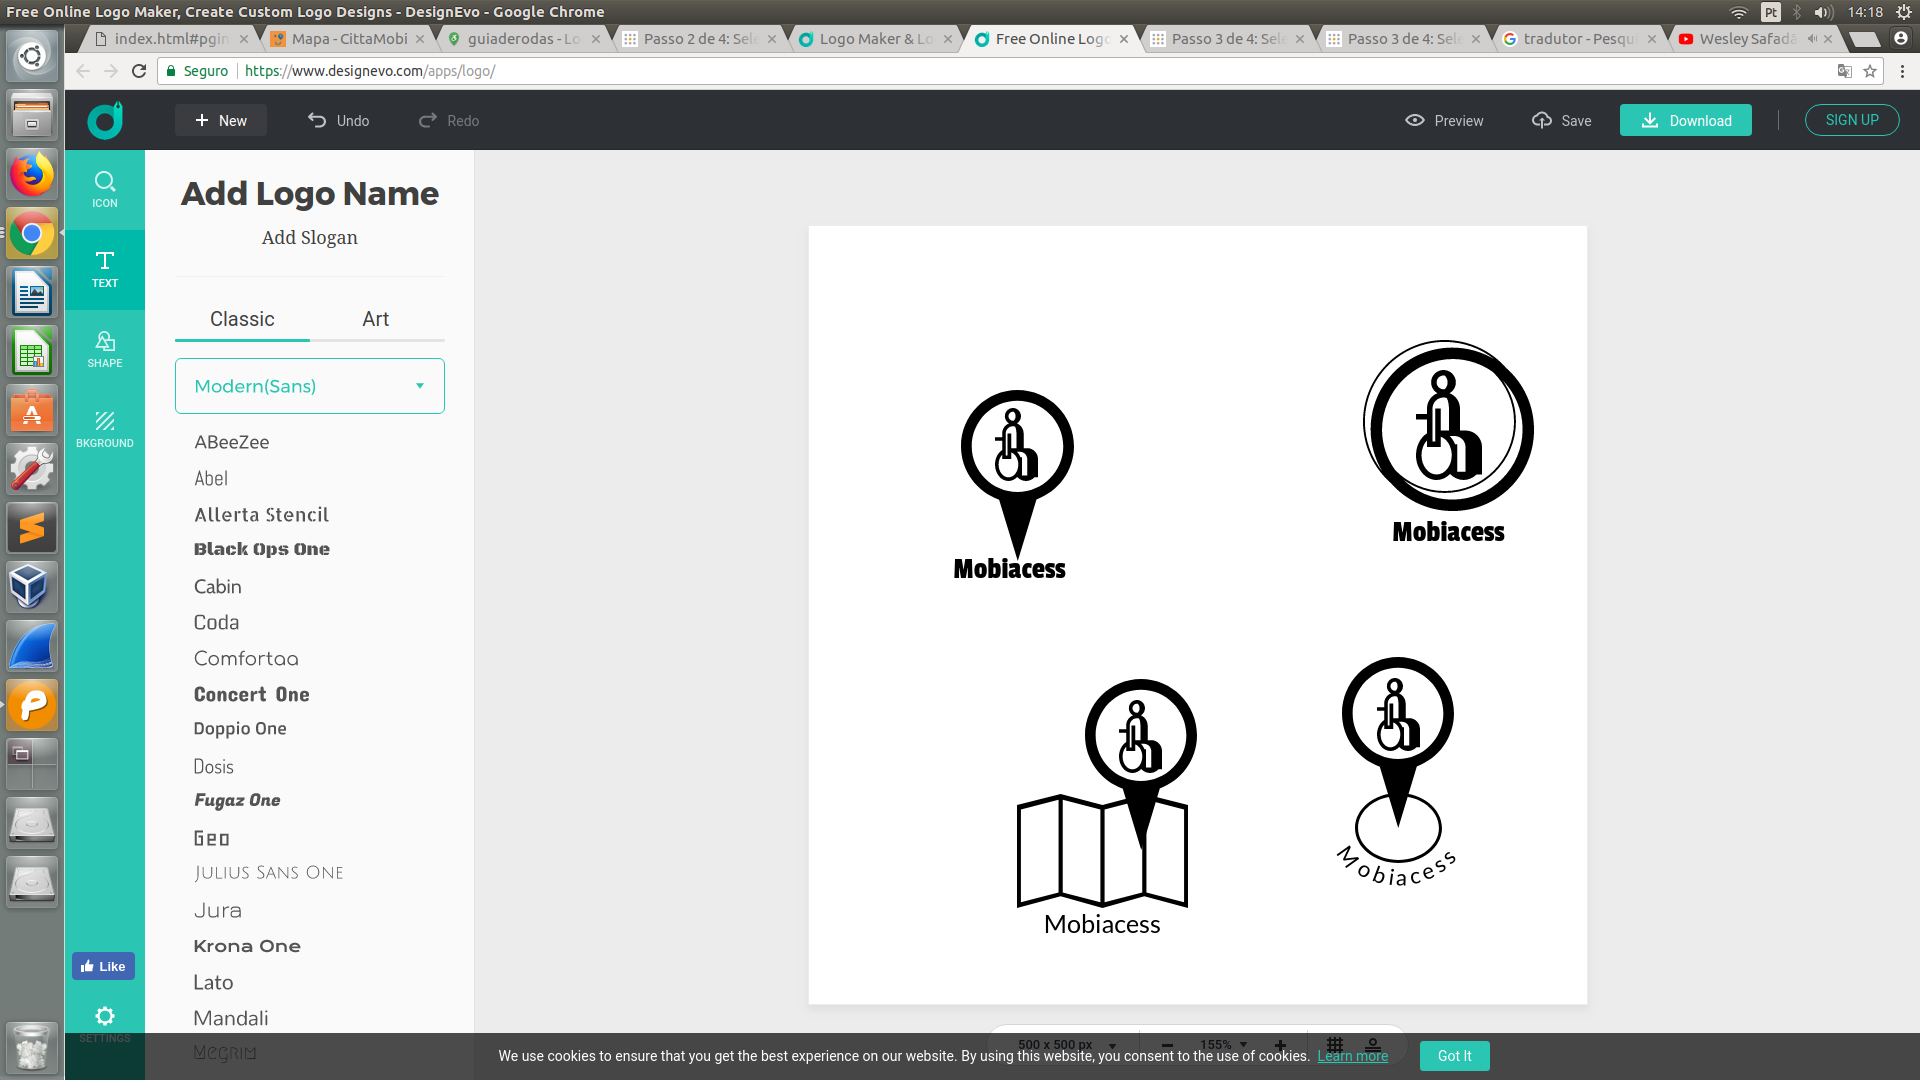 Free Online Logo Maker, Create Custom Logo Designs - DesignEvo - Google Chrome
Pt
14:18
index.html#pgin
Mapa - CittaMobi
guiaderodas - Lo
Passo 2 de 4: Sele
Logo Maker & Lo
Free Online Logo
Passo 3 de 4: Sele
Passo 3 de 4: Sele
tradutor - Pesqui
Wesley Safadã
Seguro
https://www.designevo.com/apps/logo/
New
Undo
Redo
Preview
Save
Download
SIGN UP
ICON
TEXT
SHAPE
BKGROUND
Like
SETTINGS
Add Logo Name
Add Slogan
Classic
Art
Modern(Sans)
ABeeZee
Abel
Allerta Stencil
Black Ops One
Cabin
Coda
Comfortaa
Concert One
Doppio One
Dosis
Fugaz One
Geo
Julius Sans One
Jura
Krona One
Lato
Mandali
Megrim
Mobiacess
Mobiacess
Mobiacess
Mobiacess
500 x 500 px
155%
We use cookies to ensure that you get the best experience on our website. By using this website, you consent to the use of cookies. Learn more
Got It